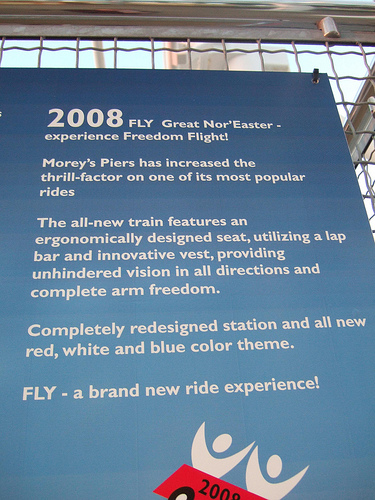 2008 FLY Great Nor'Easter -
experience Freedom Flight!
Morey's Piers has increased the
thrill-factor on one of its most popular
rides
The all-new train features an
ergonomically designed seat, utilizing a lap
bar and innovative vest, providing
unhindered vision in all directions and
complete arm freedom.
Completely redesigned station and all new
red, white and blue color theme.
FLY - a brand new ride experience!
2008